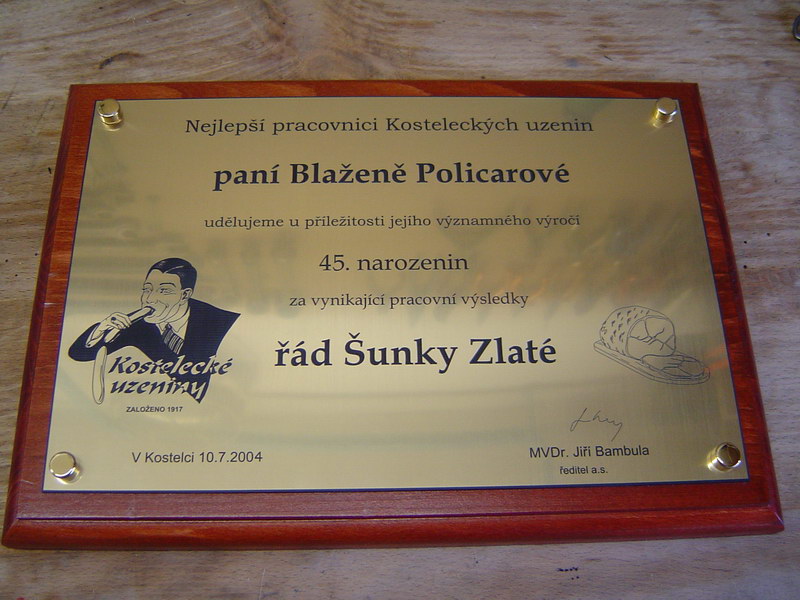 Nejlepší pracovnici Kosteleckých uzenin
paní Blaženě Policarové
udělujeme u příležitosti jejího významného výročí
45. narozenin
za vynikající pracovní výsledky
řád Šunky Zlaté
Kostelecké
uzeniny
ZALOŽENO 1917
V Kostelci 10.7.2004
MVDr. Jiří Bambula
ředitel a.s.